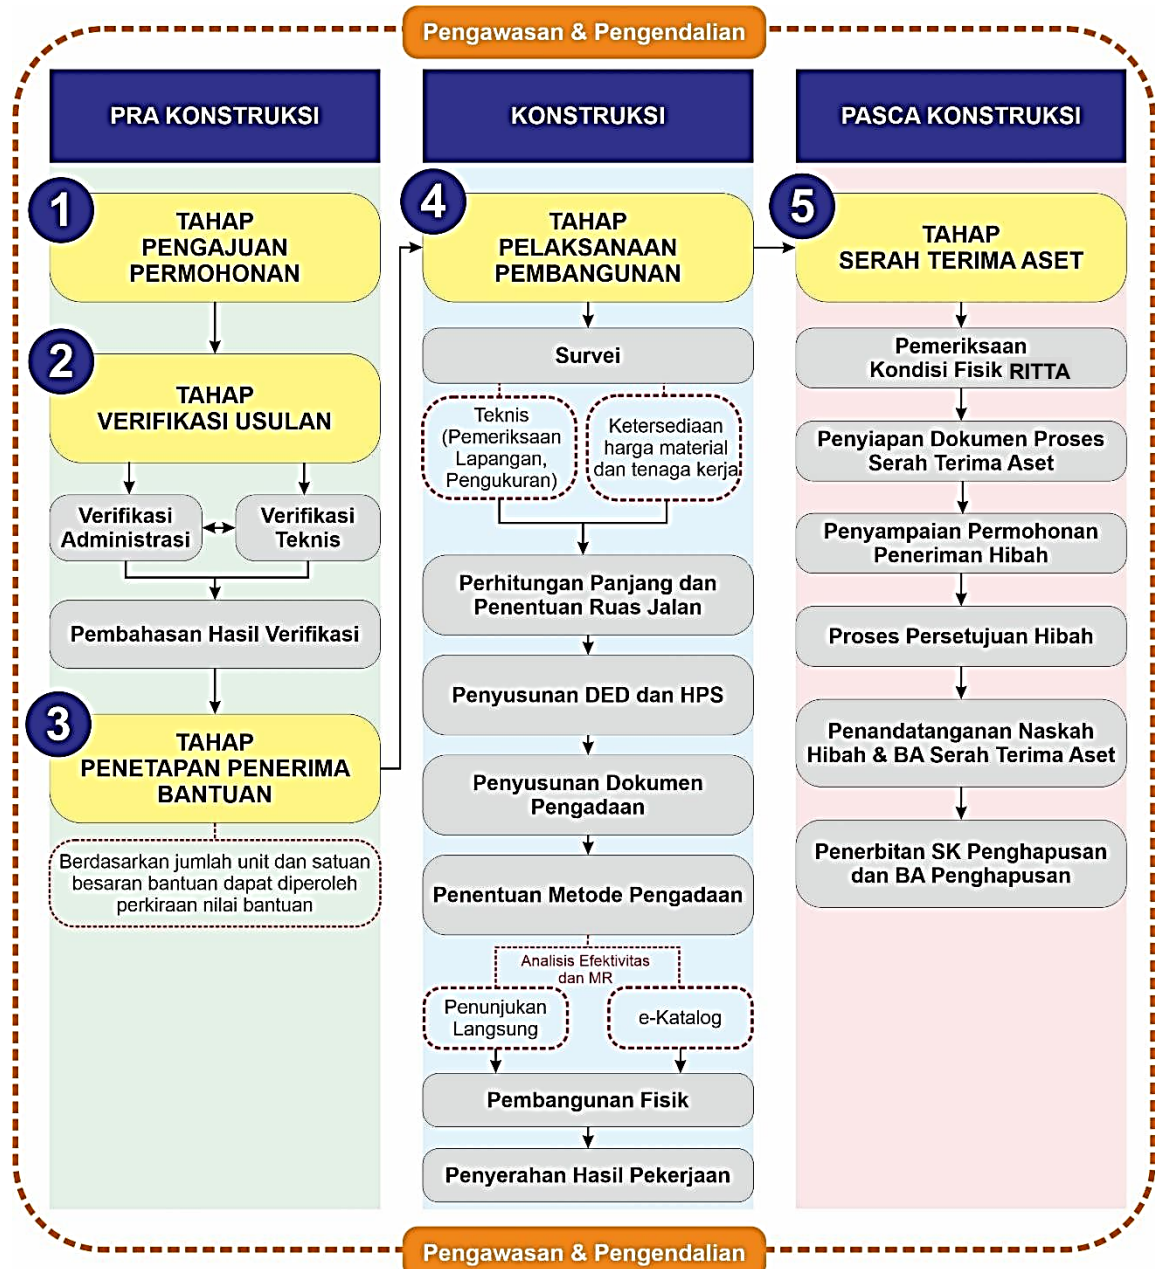 Pengawasan & Pengendalian
PRA KONSTRUKSI
1
TAHAP
PENGAJUAN
PERMOHONAN
2
TAHAP
VERIFIKASI USULAN
Verifikasi
Administrasi
Verifikasi
Teknis
Pembahasan Hasil Verifikasi
3
TAHAP
PENETAPAN PENERIMA
BANTUAN
Berdasarkan jumlah unit dan satuan
besaran bantuan dapat diperoleh
perkiraan nilai bantuan
KONSTRUKSI
4
TAHAP
PELAKSANAAN
PEMBANGUNAN
Survei
Teknis
(Pemeriksaan
Lapangan,
Pengukuran)
Ketersediaan
harga material
dan tenaga kerja
Perhitungan Panjang dan
Penentuan Ruas Jalan
Penyusunan DED dan HPS
Penyusunan Dokumen
Pengadaan
Penentuan Metode Pengadaan
Analisis Efektivitas
dan MR
Penunjukan
Langsung
e-Katalog
Pembangunan Fisik
Penyerahan Hasil Pekerjaan
PASCA KONSTRUKSI
5
TAHAP
SERAH TERIMA ASET
Pemeriksaan
Kondisi Fisik RITTA
Penyiapan Dokumen Proses
Serah Terima Aset
Penyampaian Permohonan
Peneriman Hibah
Proses Persetujuan Hibah
Penandatanganan Naskah
Hibah & BA Serah Terima Aset
Penerbitan SK Penghapusan
dan BA Penghapusan
Pengawasan & Pengendalian